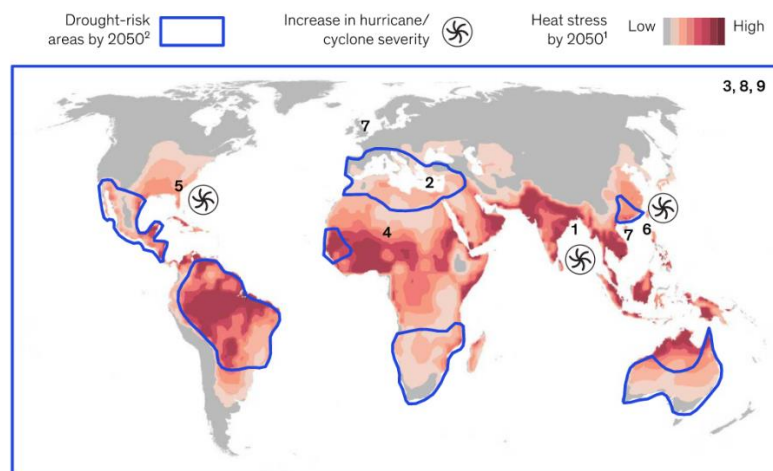 Drought-risk
areas by 2050²
Increase in hurricane/
cyclone severity
Heat stress
by 2050¹
Low
High
3, 8, 9
7
5
2
4
1
7
6